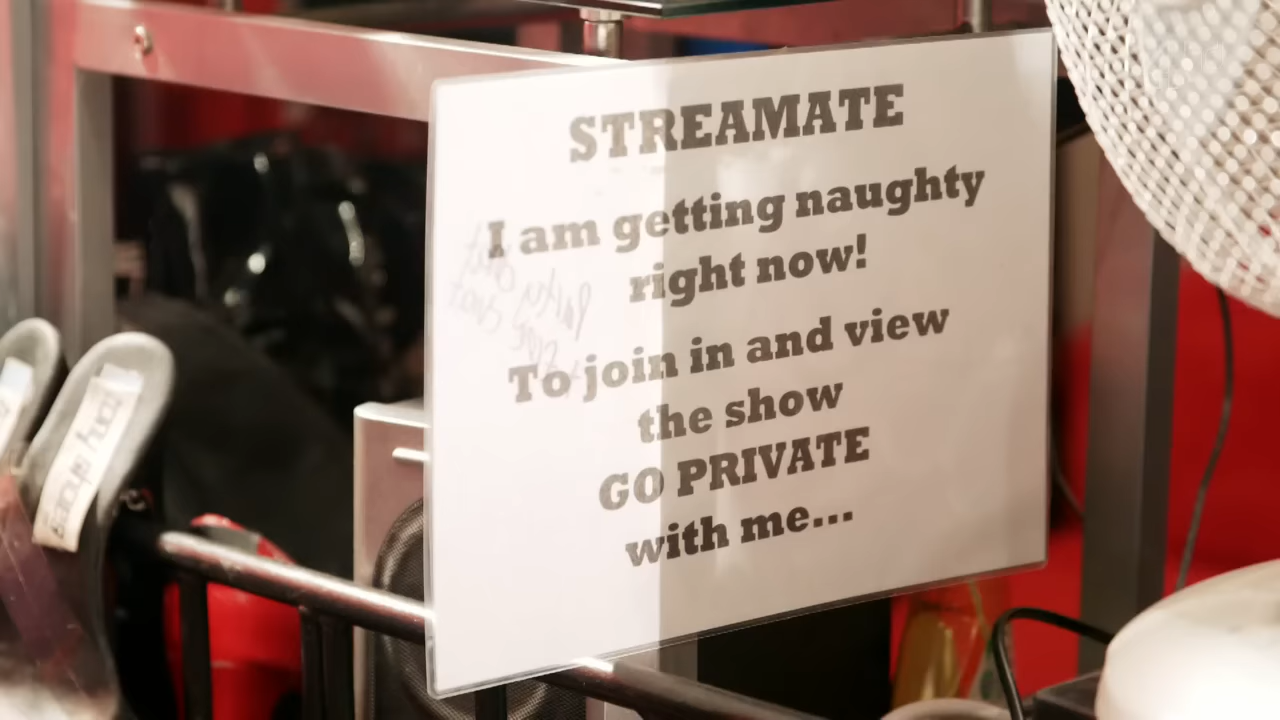 STREAMATE
I am getting naughty
right now!
To join in and view
the show
GO PRIVATE
with me...